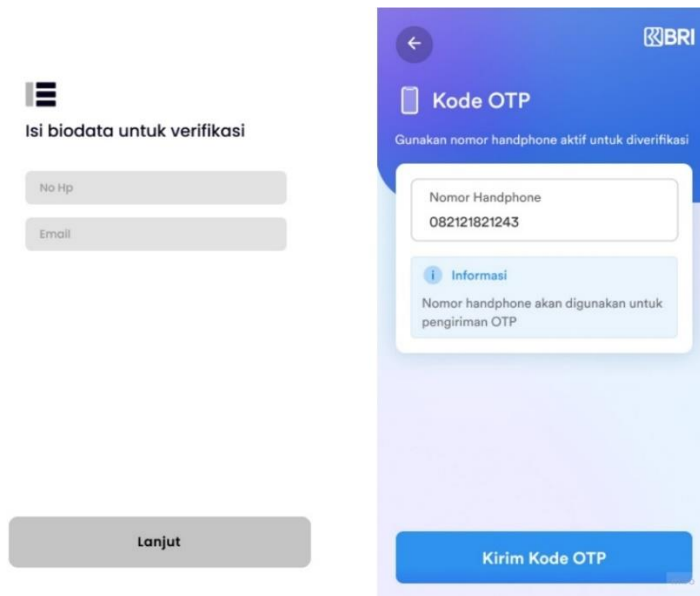 Isi biodata untuk verifikasi
No Hp
Email
Lanjut
BRI
Kode OTP
Gunakan nomor handphone aktif untuk diverifikasi
Nomor Handphone
082121821243
i Informasi
Nomor handphone akan digunakan untuk
pengiriman OTP
Kirim Kode OTP